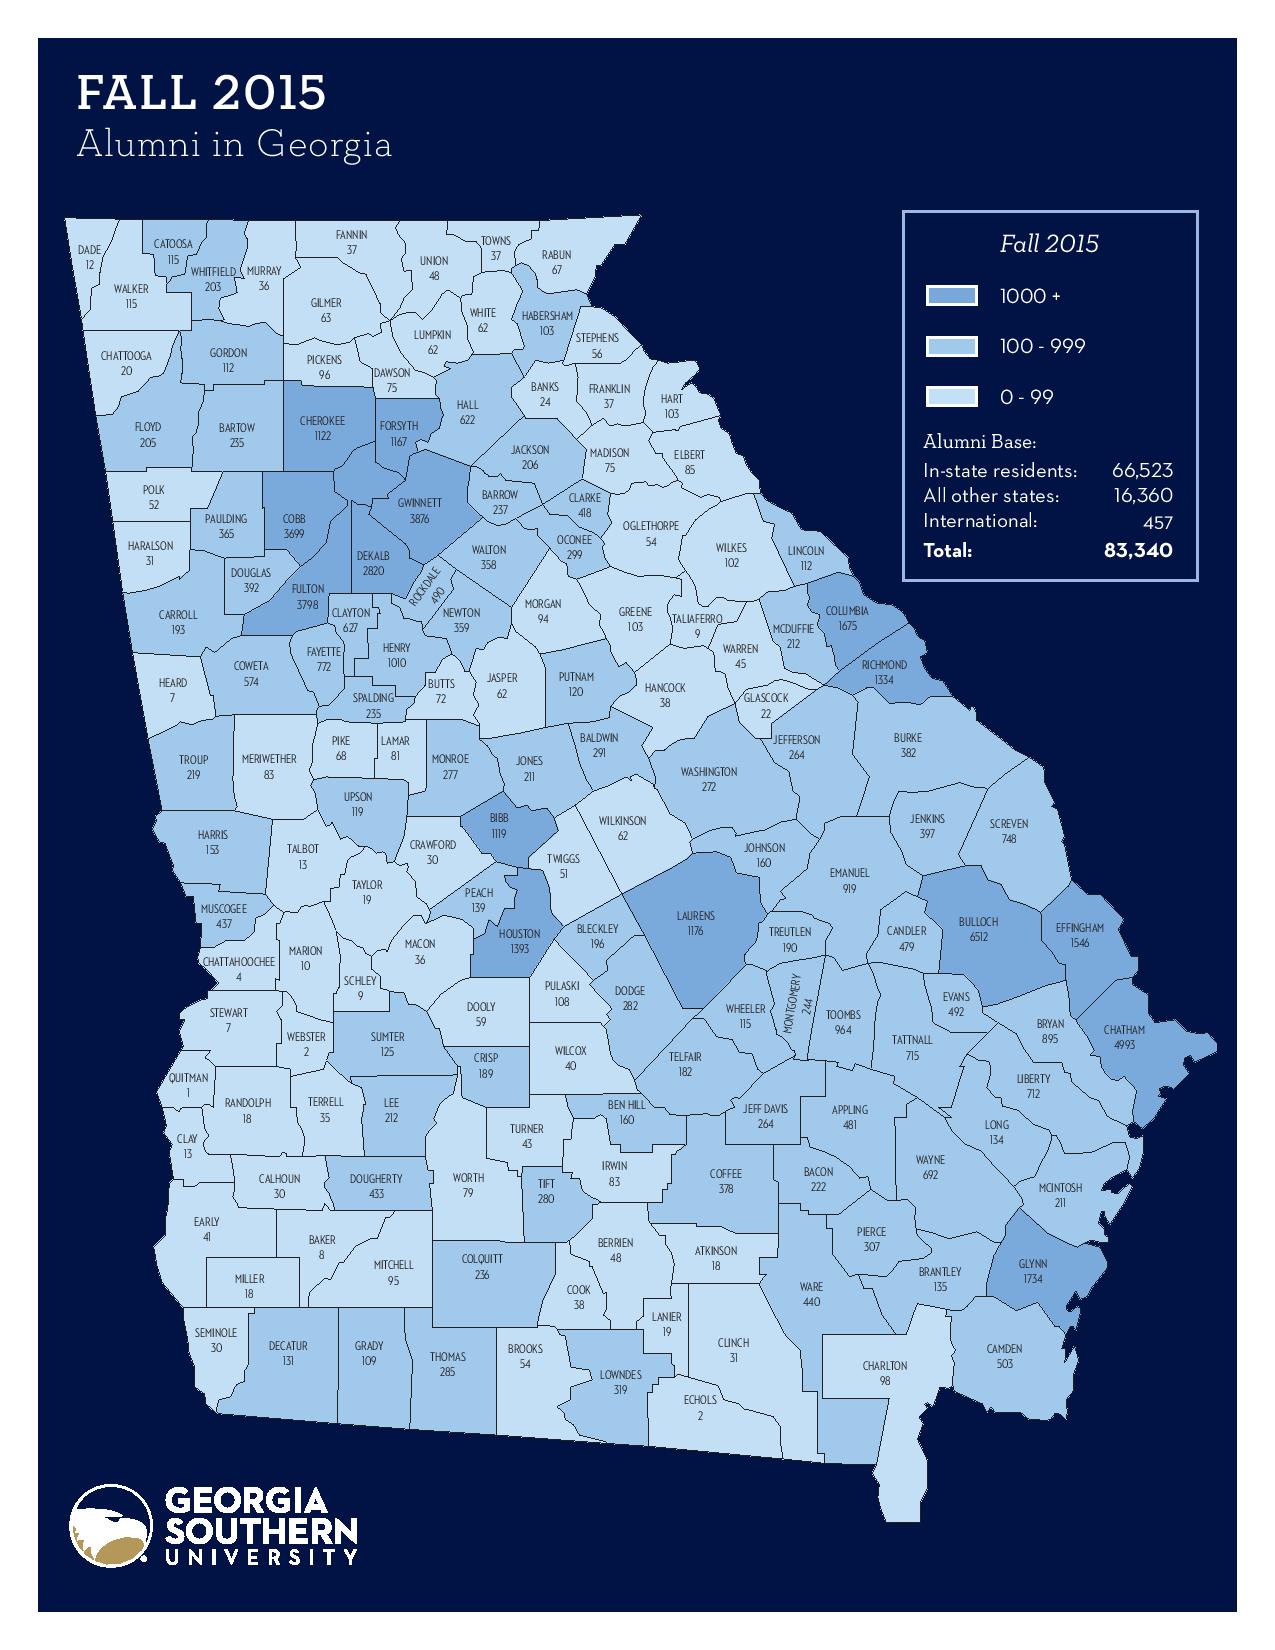 FALL 2015
Alumni in Georgia
Fall 2015
1000 +
100 - 999
0 - 99
Alumni Base:
In-state residents: 66,523
All other states: 16,360
International: 457
Total: 83,340
DADE
12
CATOOSA
115
WHITFIELD
203
MURRAY
36
FANNIN
37
UNION
48
TOWNS
37
RABUN
67
WALKER
115
GILMER
63
WHITE
62
HABERSHAM
103
LUMPKIN
62
STEPHENS
56
CHATTOOGA
20
GORDON
112
PICKENS
96
DAWSON
75
BANKS
24
FRANKLIN
37
HART
103
FLOYD
205
BARTOW
235
CHEROKEE
1122
FORSYTH
1167
HALL
622
JACKSON
206
MADISON
75
ELBERT
85
POLK
52
PAULDING
365
COBB
3699
GWINNETT
3876
BARROW
237
CLARKE
418
OGLETHORPE
54
WILKES
102
LINCOLN
112
HARALSON
31
DOUGLAS
392
FULTON
3798
DEKALB
2820
ROCKDALE
490
WALTON
358
OCONEE
299
CARROLL
193
CLAYTON
627
NEWTON
359
MORGAN
94
GREENE
103
TALIAFERRO
9
MCDUFFIE
212
COLUMBIA
1675
COWETA
574
FAYETTE
772
HENRY
1010
WARREN
45
RICHMOND
1334
HEARD
7
SPALDING
235
BUTTS
72
JASPER
62
PUTNAM
120
HANCOCK
38
GLASCOCK
22
TROUP
219
MERIWETHER
83
PIKE
68
LAMAR
81
MONROE
277
JONES
211
BALDWIN
291
WASHINGTON
272
JEFFERSON
264
BURKE
382
UPSON
119
BIBB
1119
WILKINSON
62
JENKINS
397
SCREVEN
748
HARRIS
153
TALBOT
13
CRAWFORD
30
TWIGGS
51
JOHNSON
160
EMANUEL
919
TAYLOR
19
PEACH
139
MUSCOGEE
437
HOUSTON
1393
BLECKLEY
196
LAURENS
1176
TREUTLEN
190
CANDLER
479
BULLOCH
6512
EFFINGHAM
1546
CHATTAHOOCHEE
4
MARION
10
MACON
36
SCHLEY
9
PULASKI
108
DODGE
282
WHEELER
115
MONTGOMERY
244
TOOMBS
964
EVANS
492
STEWART
7
WEBSTER
2
SUMTER
125
DOOLY
59
TATTNALL
715
BRYAN
895
CHATHAM
4993
CRISP
189
WILCOX
40
TELFAIR
182
QUITMAN
1
RANDOLPH
18
TERRELL
35
LEE
212
LIBERTY
712
CLAY
13
TURNER
43
BEN HILL
160
JEFF DAVIS
264
APPLING
481
LONG
134
CALHOUN
30
DOUGHERTY
433
WORTH
79
TIFT
280
IRWIN
83
COFFEE
378
BACON
222
WAYNE
692
MCINTOSH
211
EARLY
41
BAKER
8
MITCHELL
95
BERRIEN
48
ATKINSON
18
PIERCE
307
MILLER
18
COLQUITT
236
COOK
38
WARE
440
BRANTLEY
135
GLYNN
1734
SEMINOLE
30
DECATUR
131
GRADY
109
THOMAS
285
BROOKS
54
LOWNDES
319
LANIER
19
CLINCH
31
CHARLTON
98
CAMDEN
503
ECHOLS
2
GEORGIA
SOUTHERN
UNIVERSITY